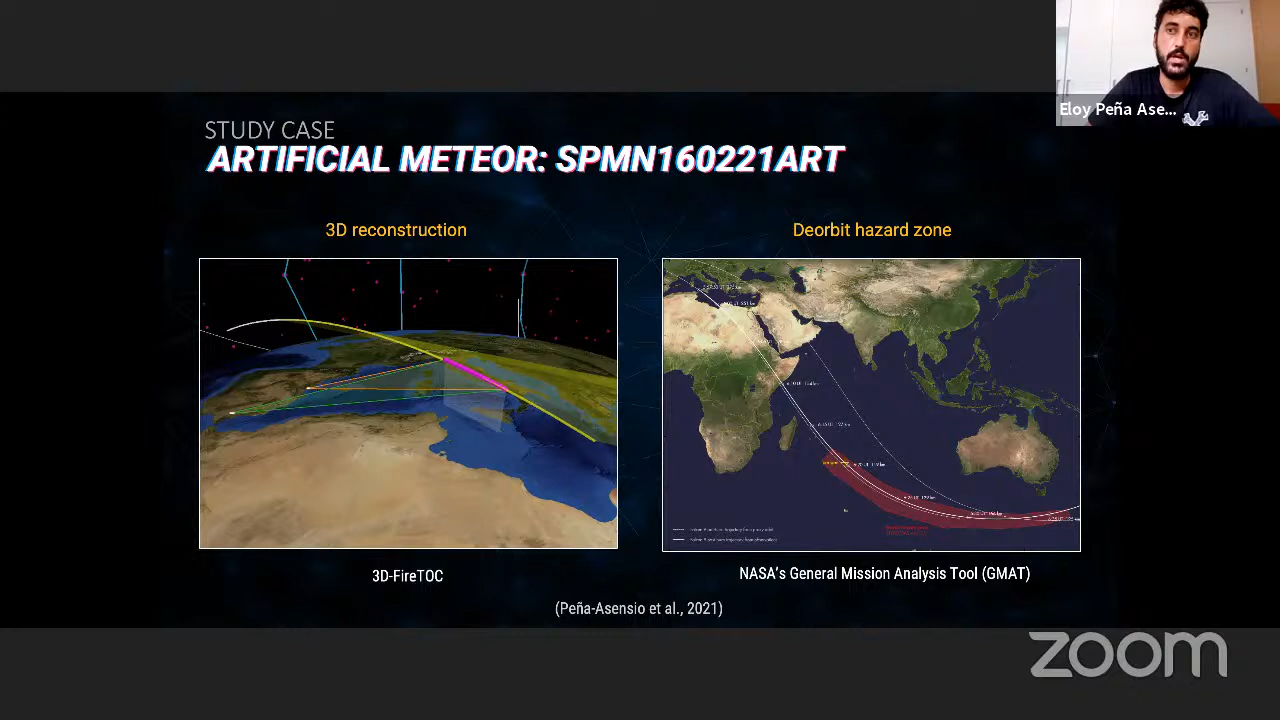 Eloy Peña Ase...
STUDY CASE
ARTIFICIAL METEOR: SPMN160221ART
3D reconstruction
Deorbit hazard zone
3D-FireTOC
NASA's General Mission Analysis Tool (GMAT)
(Peña-Asensio et al., 2021)
zoom